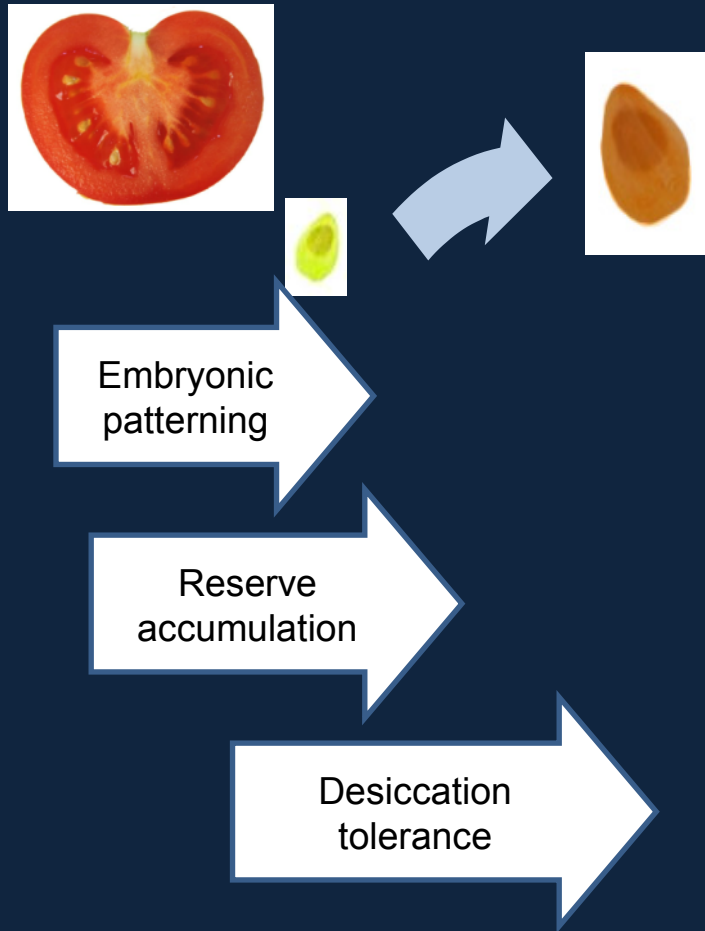 Embryonic
patterning
Reserve
accumulation
Desiccation
tolerance